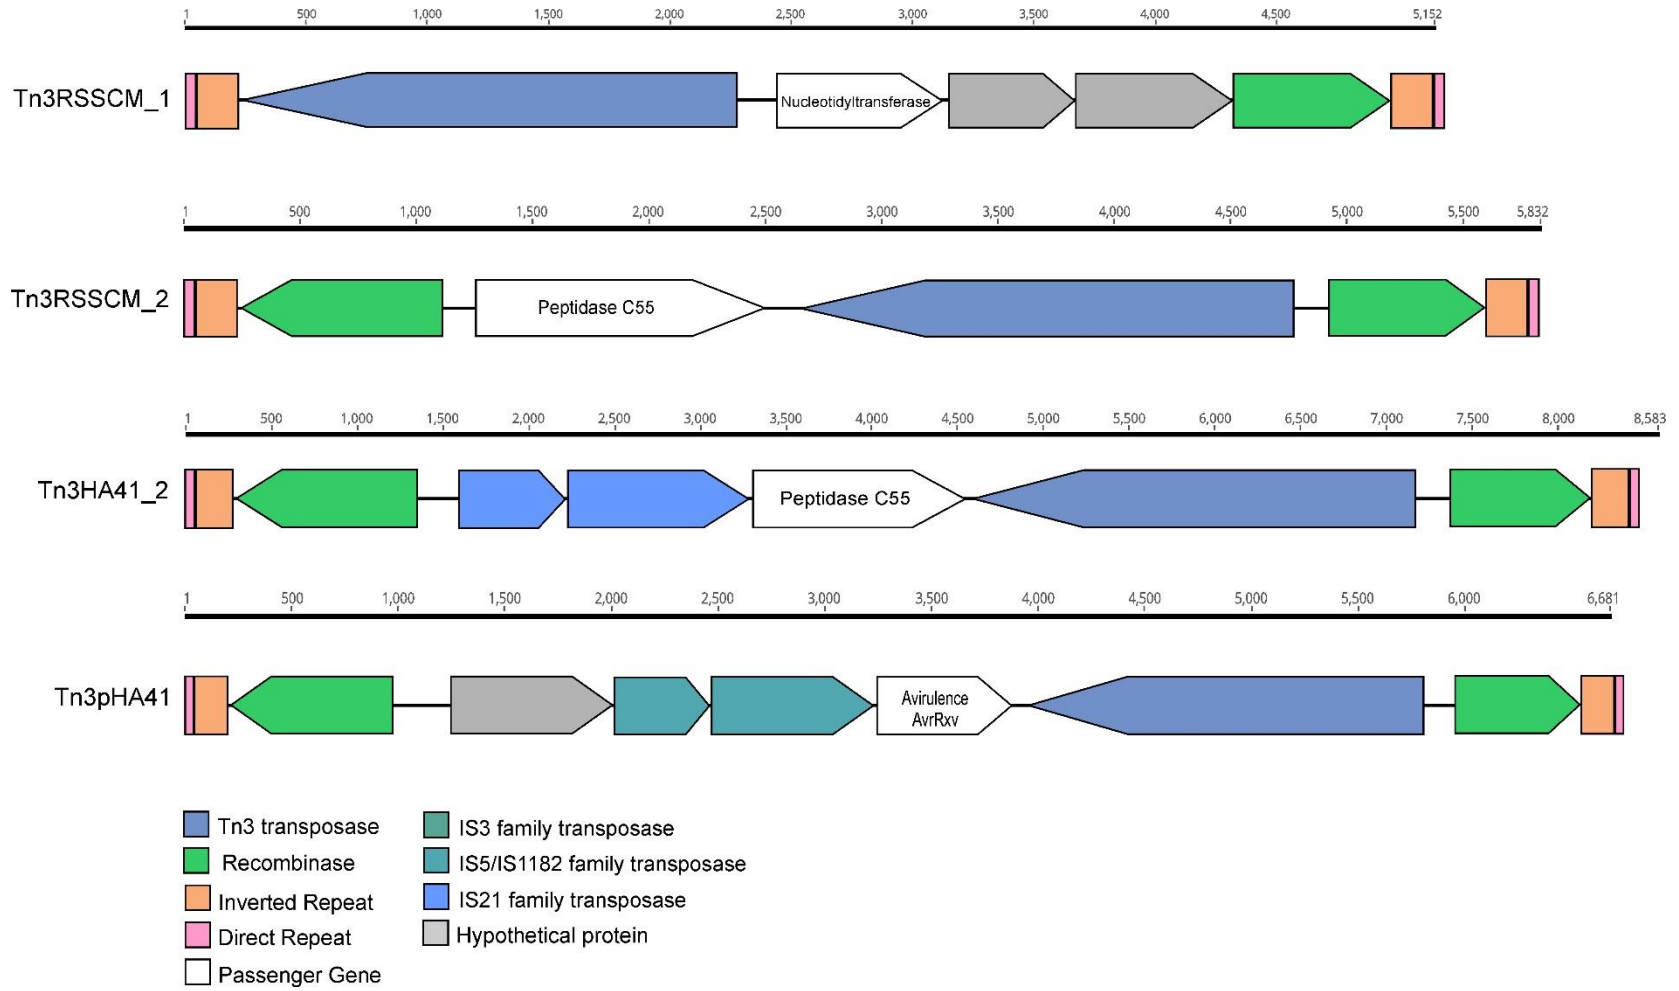 1 500 1,000 1,500 2,000 2,500 3,000 3,500 4,000 4,500 5,152
Tn3RSSCM_1
Nucleotidyltransferase
1 500 1,000 1,500 2,000 2,500 3,000 3,500 4,000 4,500 5,000 5,500 5,832
Tn3RSSCM_2
Peptidase C55
1 500 1,000 1,500 2,000 2,500 3,000 3,500 4,000 4,500 5,000 5,500 6,000 6,500 7,000 7,500 8,000 8,583
Tn3HA41_2
Peptidase C55
1 500 1,000 1,500 2,000 2,500 3,000 3,500 4,000 4,500 5,000 5,500 6,000 6,681
Tn3pHA41
Avirulence
AvrRxv
Tn3 transposase
Recombinase
Inverted Repeat
Direct Repeat
Passenger Gene
IS3 family transposase
IS5/IS1182 family transposase
IS21 family transposase
Hypothetical protein